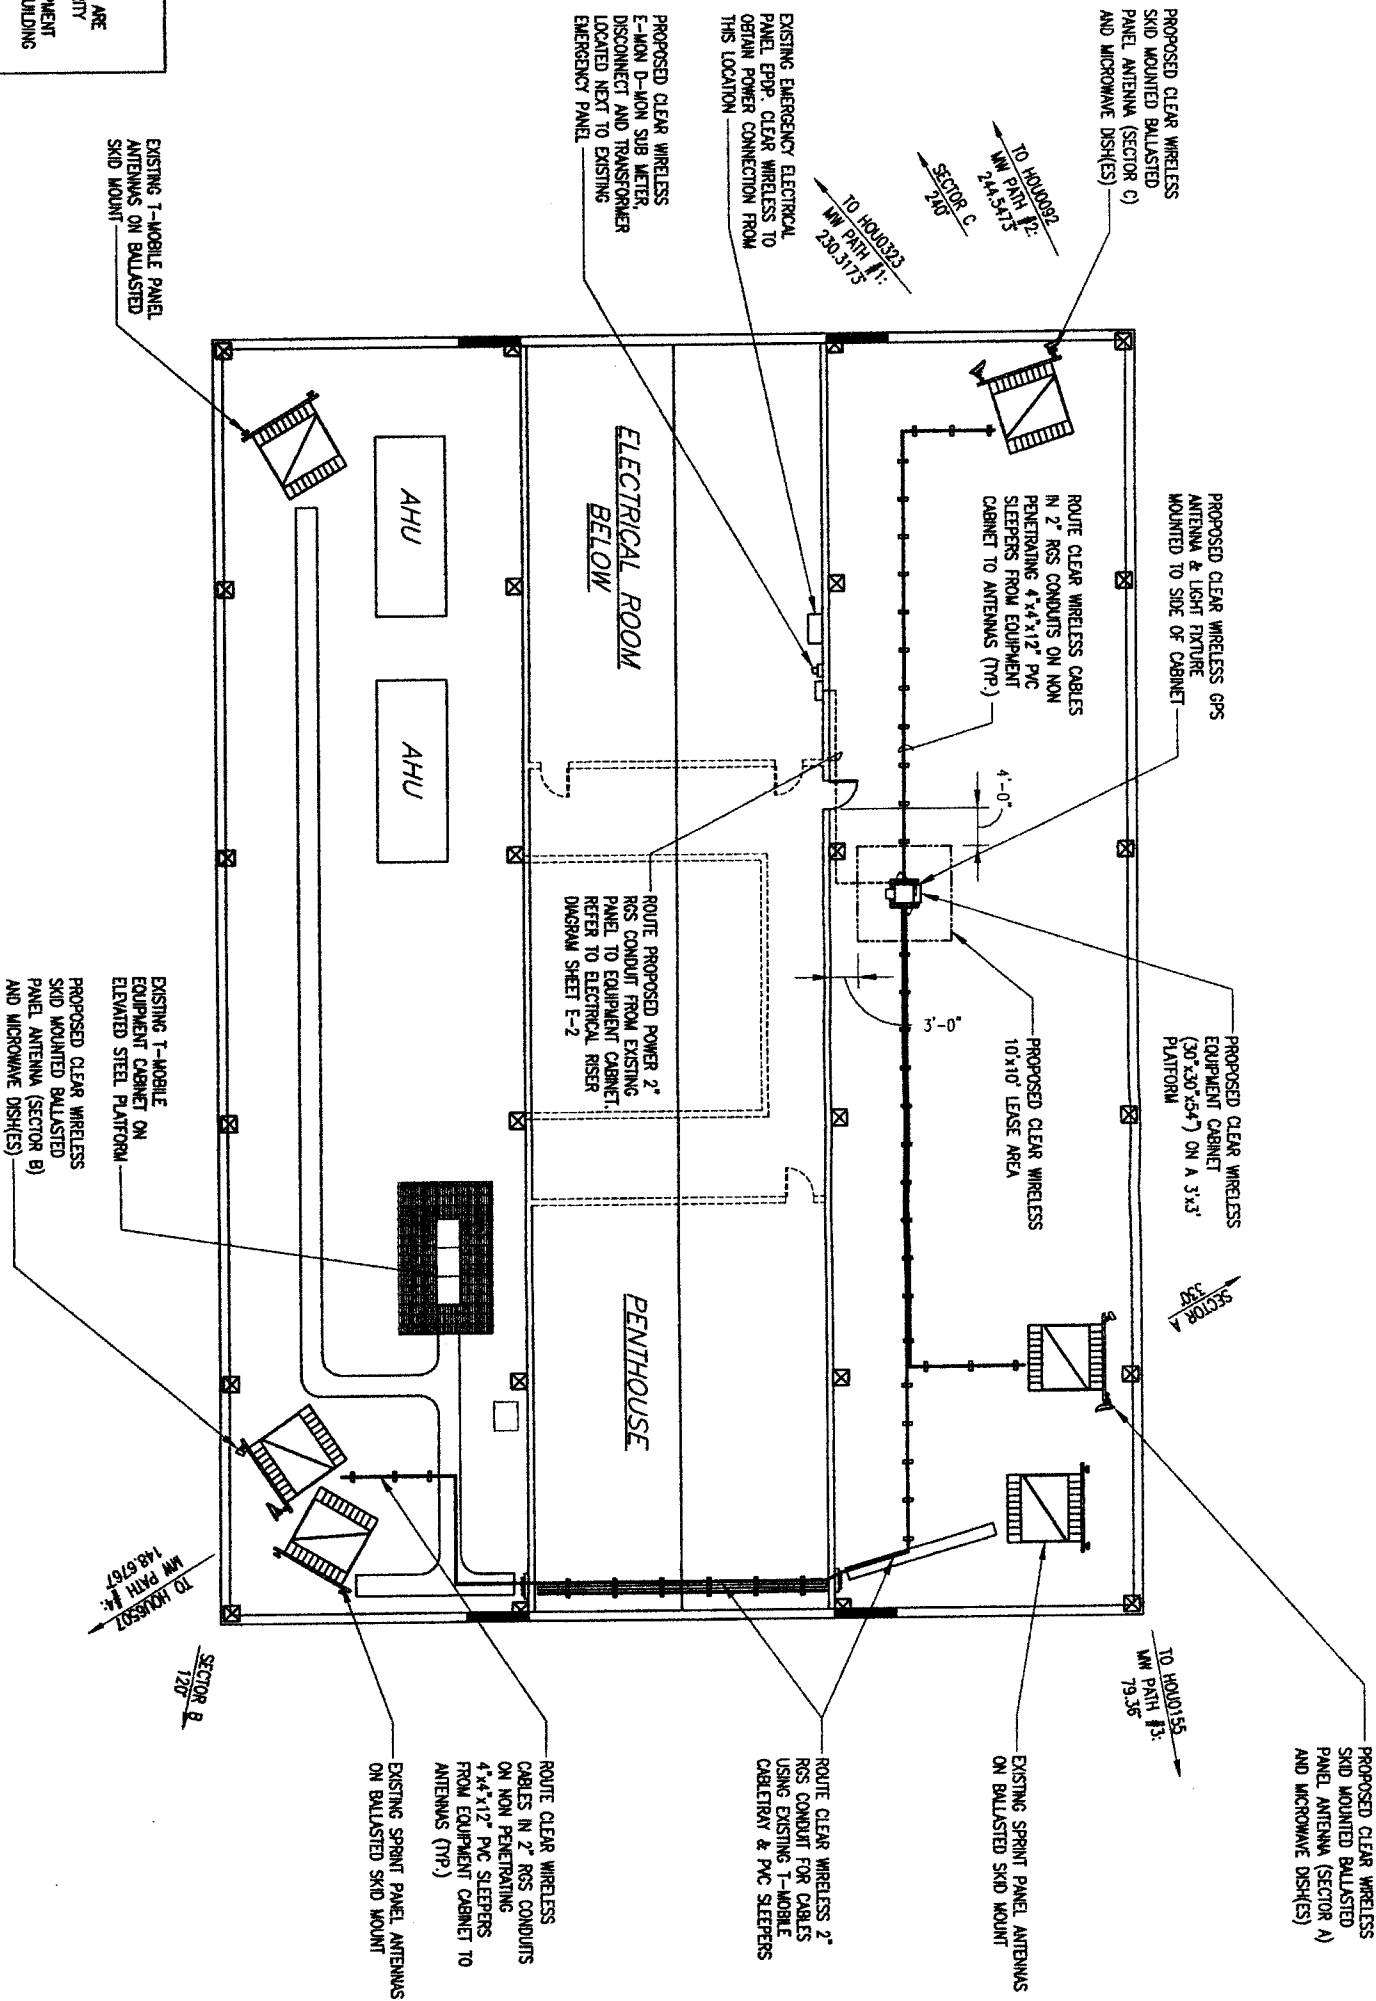 PROPOSED CLEAR WIRELESS
SKID MOUNTED BALLASTED
PANEL ANTENNA (SECTOR A)
AND MICROWAVE DISH(ES)
PROPOSED CLEAR WIRELESS
EQUIPMENT CABINET
(30"x30"x54") ON A 3'x3'
PLATFORM
PROPOSED CLEAR WIRELESS GPS
ANTENNA & LIGHT FIXTURE
MOUNTED TO SIDE OF CABINET
PROPOSED CLEAR WIRELESS
SKID MOUNTED BALLASTED
PANEL ANTENNA (SECTOR C)
AND MICROWAVE DISH(ES)
SECTOR A
330°
TO HOU0155
MW PATH #3:
79.36°
TO HOU0092
MW PATH #2:
244.5473°
SECTOR C
240°
TO HOU0323
MW PATH #1:
230.3173°
ROUTE CLEAR WIRELESS CABLES
IN 2" RGS CONDUITS ON NON
PENETRATING 4"x4"x12" PVC
SLEEPERS FROM EQUIPMENT
CABINET TO ANTENNAS (TYP.)
4'-0"
3'-0"
PROPOSED CLEAR WIRELESS
10'x10' LEASE AREA
EXISTING SPRINT PANEL ANTENNAS
ON BALLASTED SKID MOUNT
EXISTING EMERGENCY ELECTRICAL
PANEL EPDP. CLEAR WIRELESS TO
OBTAIN POWER CONNECTION FROM
THIS LOCATION
PROPOSED CLEAR WIRELESS
E-MON D-MON SUB METER,
DISCONNECT AND TRANSFORMER
LOCATED NEXT TO EXISTING
EMERGENCY PANEL
ROUTE CLEAR WIRELESS 2"
RGS CONDUIT FOR CABLES
USING EXISTING T-MOBILE
CABLETRAY & PVC SLEEPERS
ELECTRICAL ROOM
BELOW
ROUTE PROPOSED POWER 2"
RGS CONDUIT FROM EXISTING
PANEL TO EQUIPMENT CABINET.
REFER TO ELECTRICAL RISER
DIAGRAM SHEET E-2
PENTHOUSE
ROUTE CLEAR WIRELESS
CABLES IN 2" RGS CONDUITS
ON NON PENETRATING
4"x4"x12" PVC SLEEPERS
FROM EQUIPMENT CABINET TO
ANTENNAS (TYP.)
AHU
AHU
EXISTING SPRINT PANEL ANTENNAS
ON BALLASTED SKID MOUNT
SECTOR B
120°
TO HOU6507
MW PATH #4:
148.6767°
EXISTING T-MOBILE PANEL
ANTENNAS ON BALLASTED
SKID MOUNT
EXISTING T-MOBILE
EQUIPMENT CABINET ON
ELEVATED STEEL PLATFORM
PROPOSED CLEAR WIRELESS
SKID MOUNTED BALLASTED
PANEL ANTENNA (SECTOR B)
AND MICROWAVE DISH(ES)
ARE
BUILDING